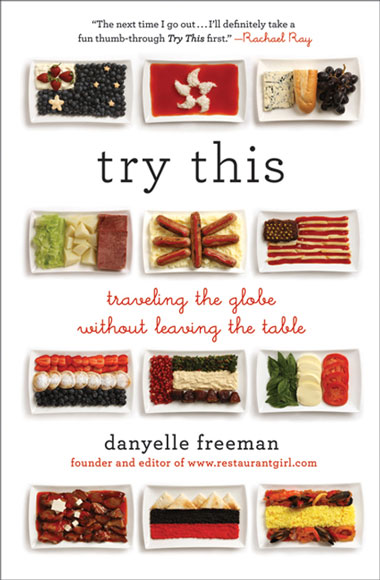 “The next time I go out . . . I’ll definitely take a
fun thumb-through Try This first.” —Rachael Ray
try this
traveling the globe
without leaving the table
danyelle freeman
founder and editor of www.restaurantgirl.com